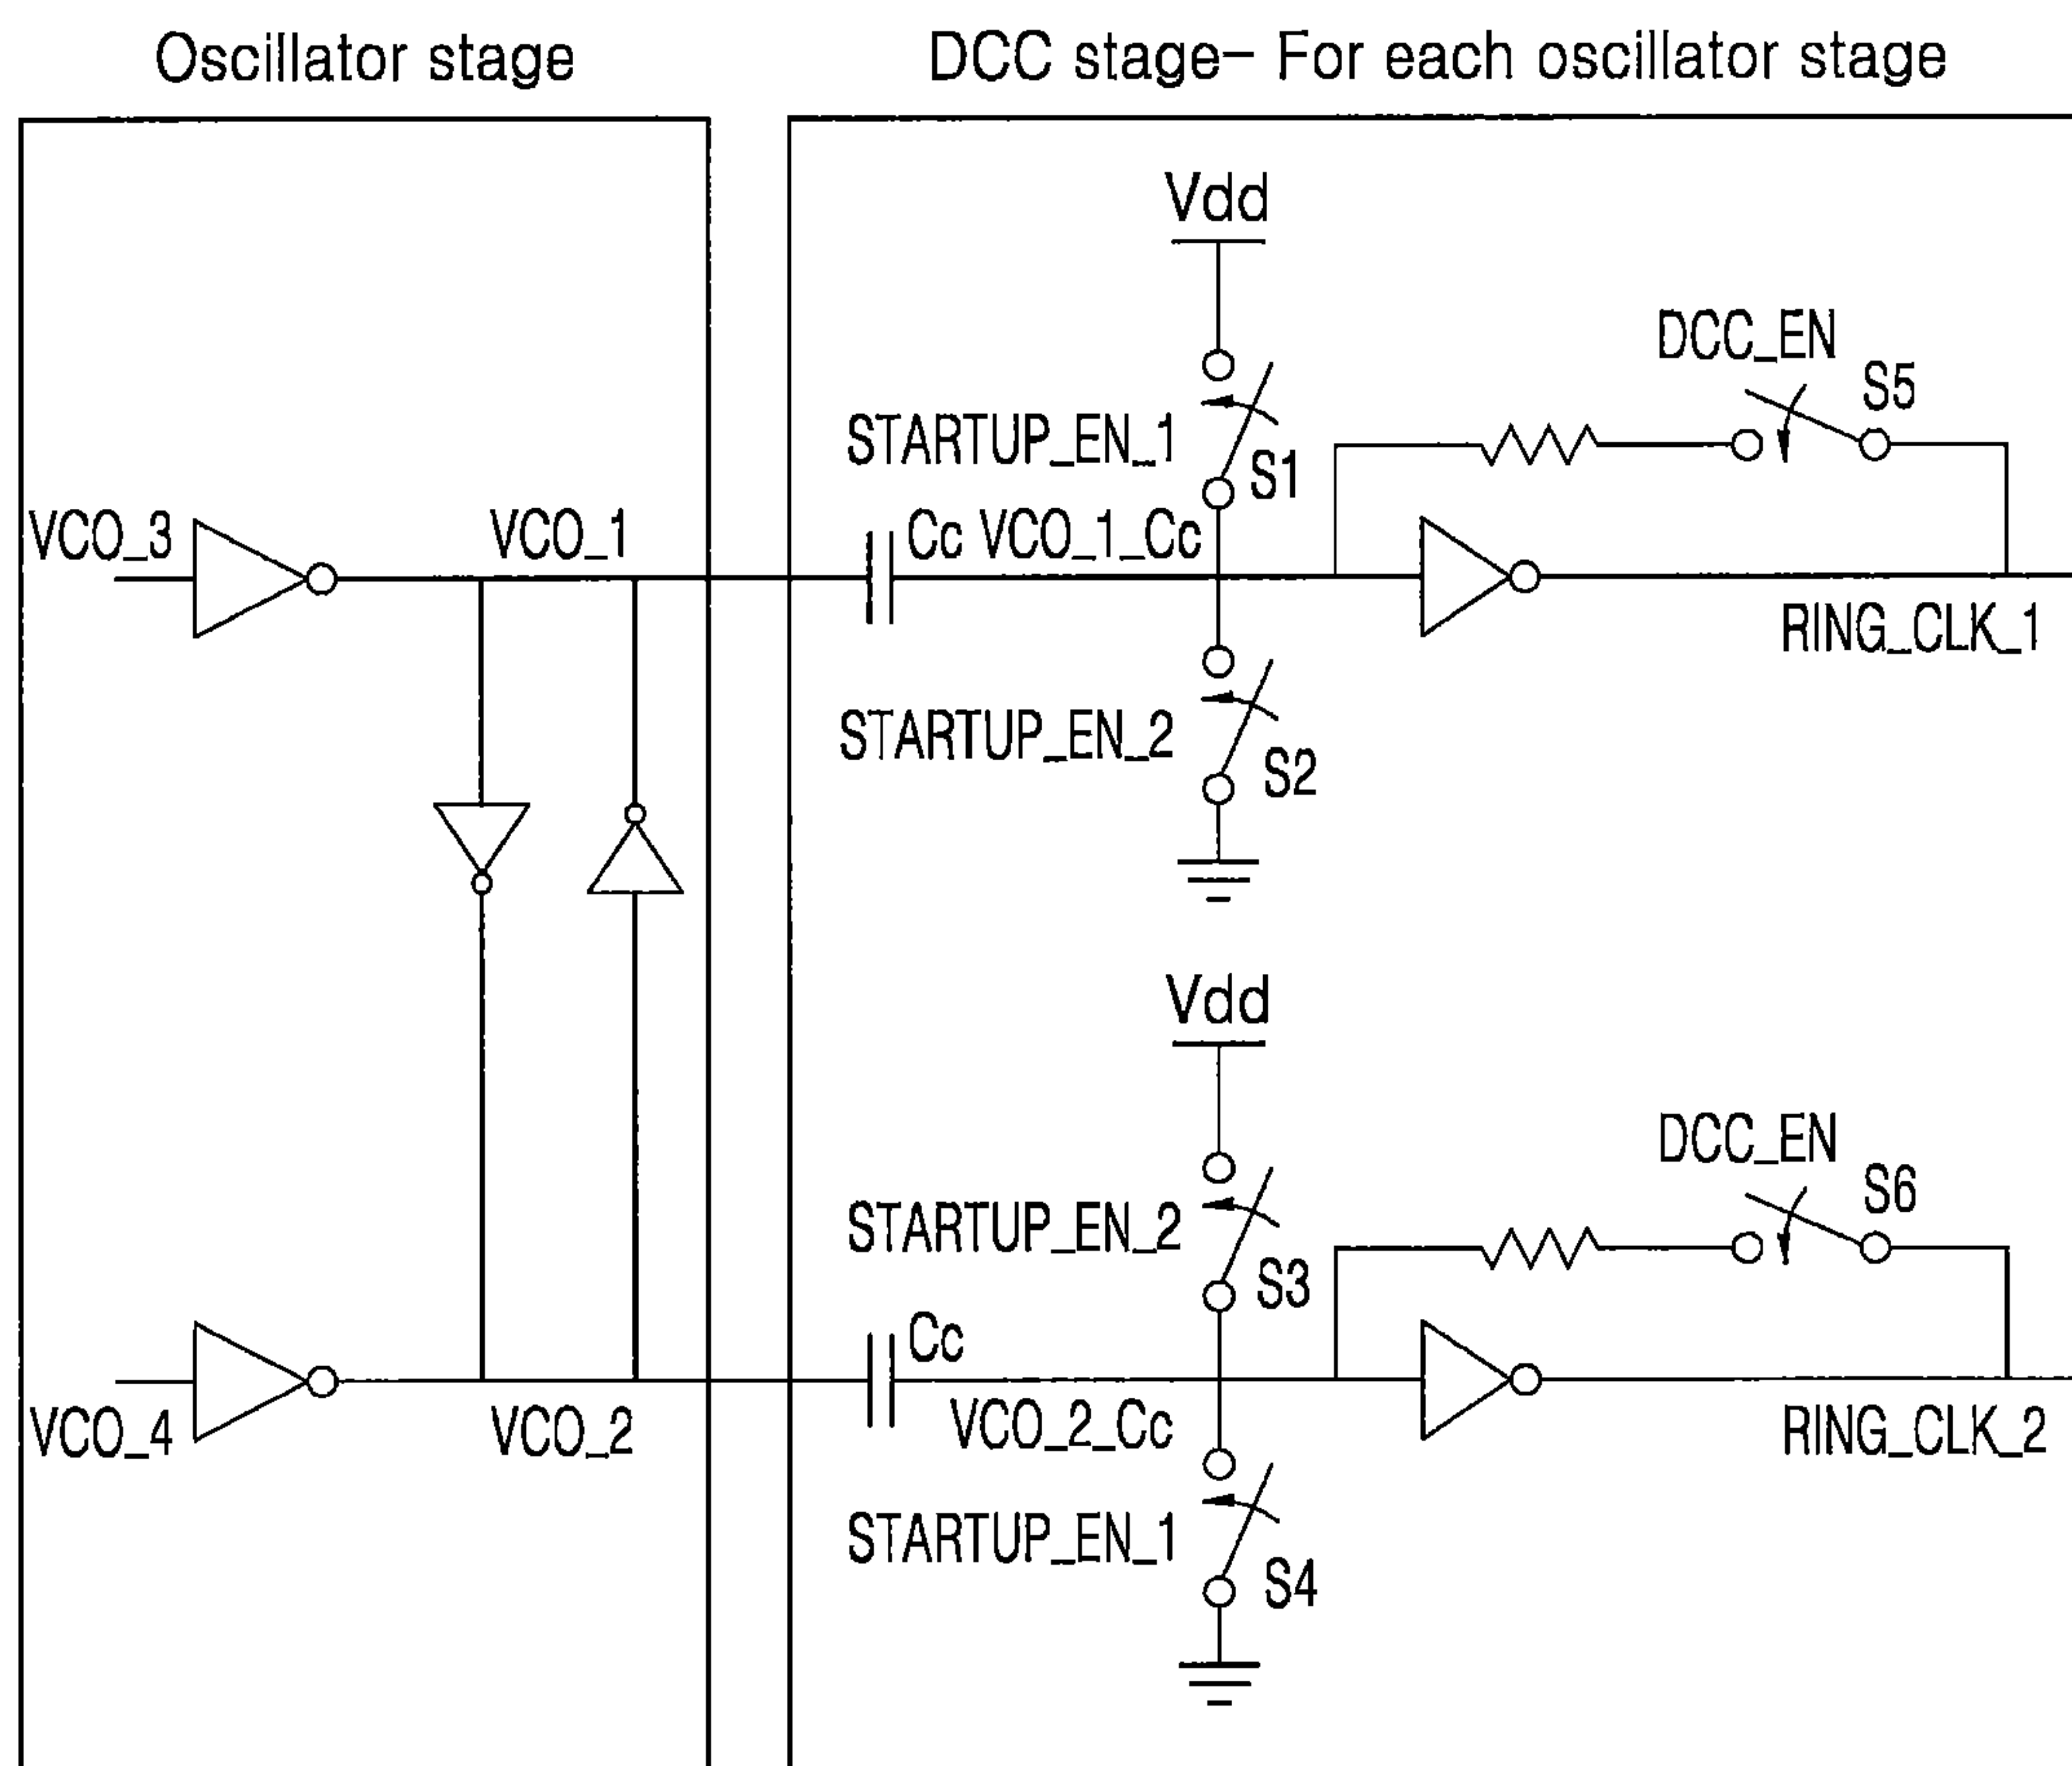 Oscillator stage
DCC stage– For each oscillator stage
Vdd
DCC_EN
S5
STARTUP_EN_1
S1
VCO_3
VCO_1
Cc
VCO_1_Cc
RING_CLK_1
STARTUP_EN_2
S2
Vdd
DCC_EN
S6
STARTUP_EN_2
S3
Cc
VCO_4
VCO_2
VCO_2_Cc
RING_CLK_2
STARTUP_EN_1
S4